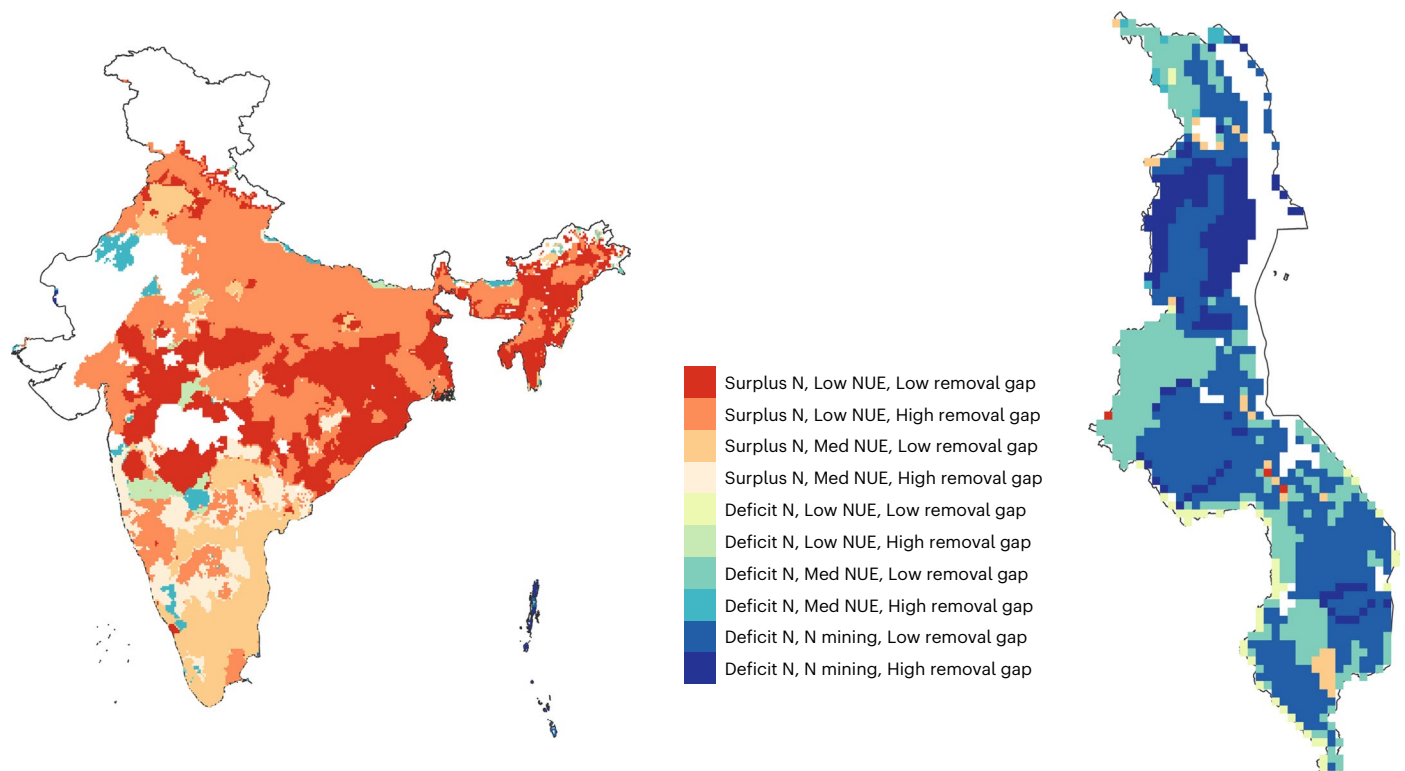 Surplus N, Low NUE, Low removal gap
Surplus N, Low NUE, High removal gap
Surplus N, Med NUE, Low removal gap
Surplus N, Med NUE, High removal gap
Deficit N, Low NUE, Low removal gap
Deficit N, Low NUE, High removal gap
Deficit N, Med NUE, Low removal gap
Deficit N, Med NUE, High removal gap
Deficit N, N mining, Low removal gap
Deficit N, N mining, High removal gap